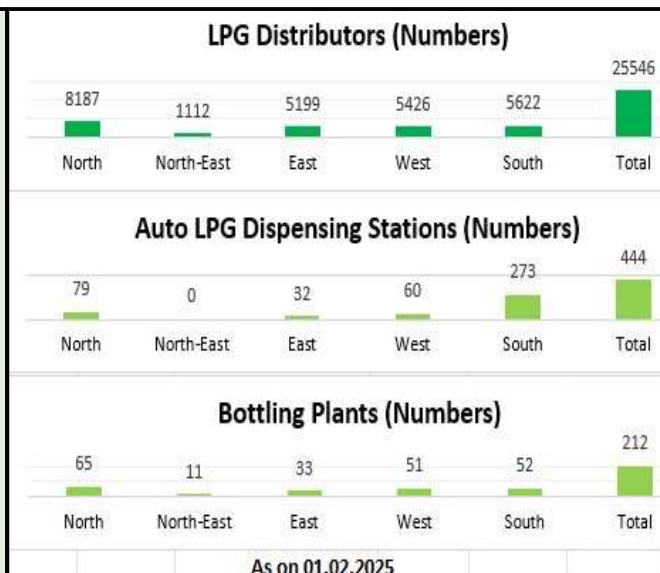 LPG Distributors (Numbers)
8187 1112 5199 5426 5622 25546
North North-East East West South Total
Auto LPG Dispensing Stations (Numbers)
79 0 32 60 273 444
North North-East East West South Total
Bottling Plants (Numbers)
65 11 33 51 52 212
North North-East East West South Total
As on 01.02.2025